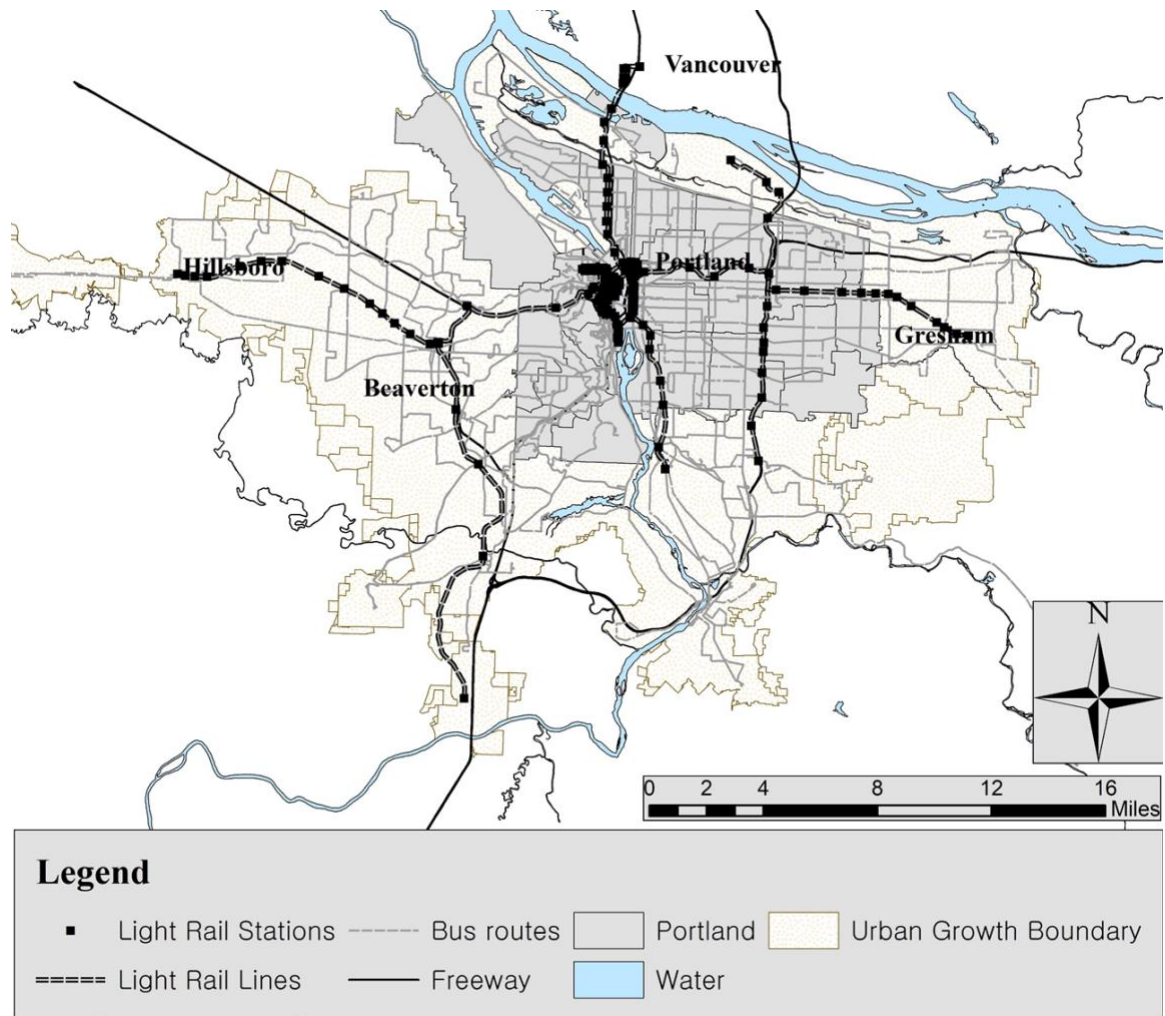 Vancouver
Hillsboro
Portland
Gresham
Beaverton
N
0 2 4 8 12 16
Miles
Legend
Light Rail Stations Bus routes Portland Urban Growth Boundary
Light Rail Lines Freeway Water